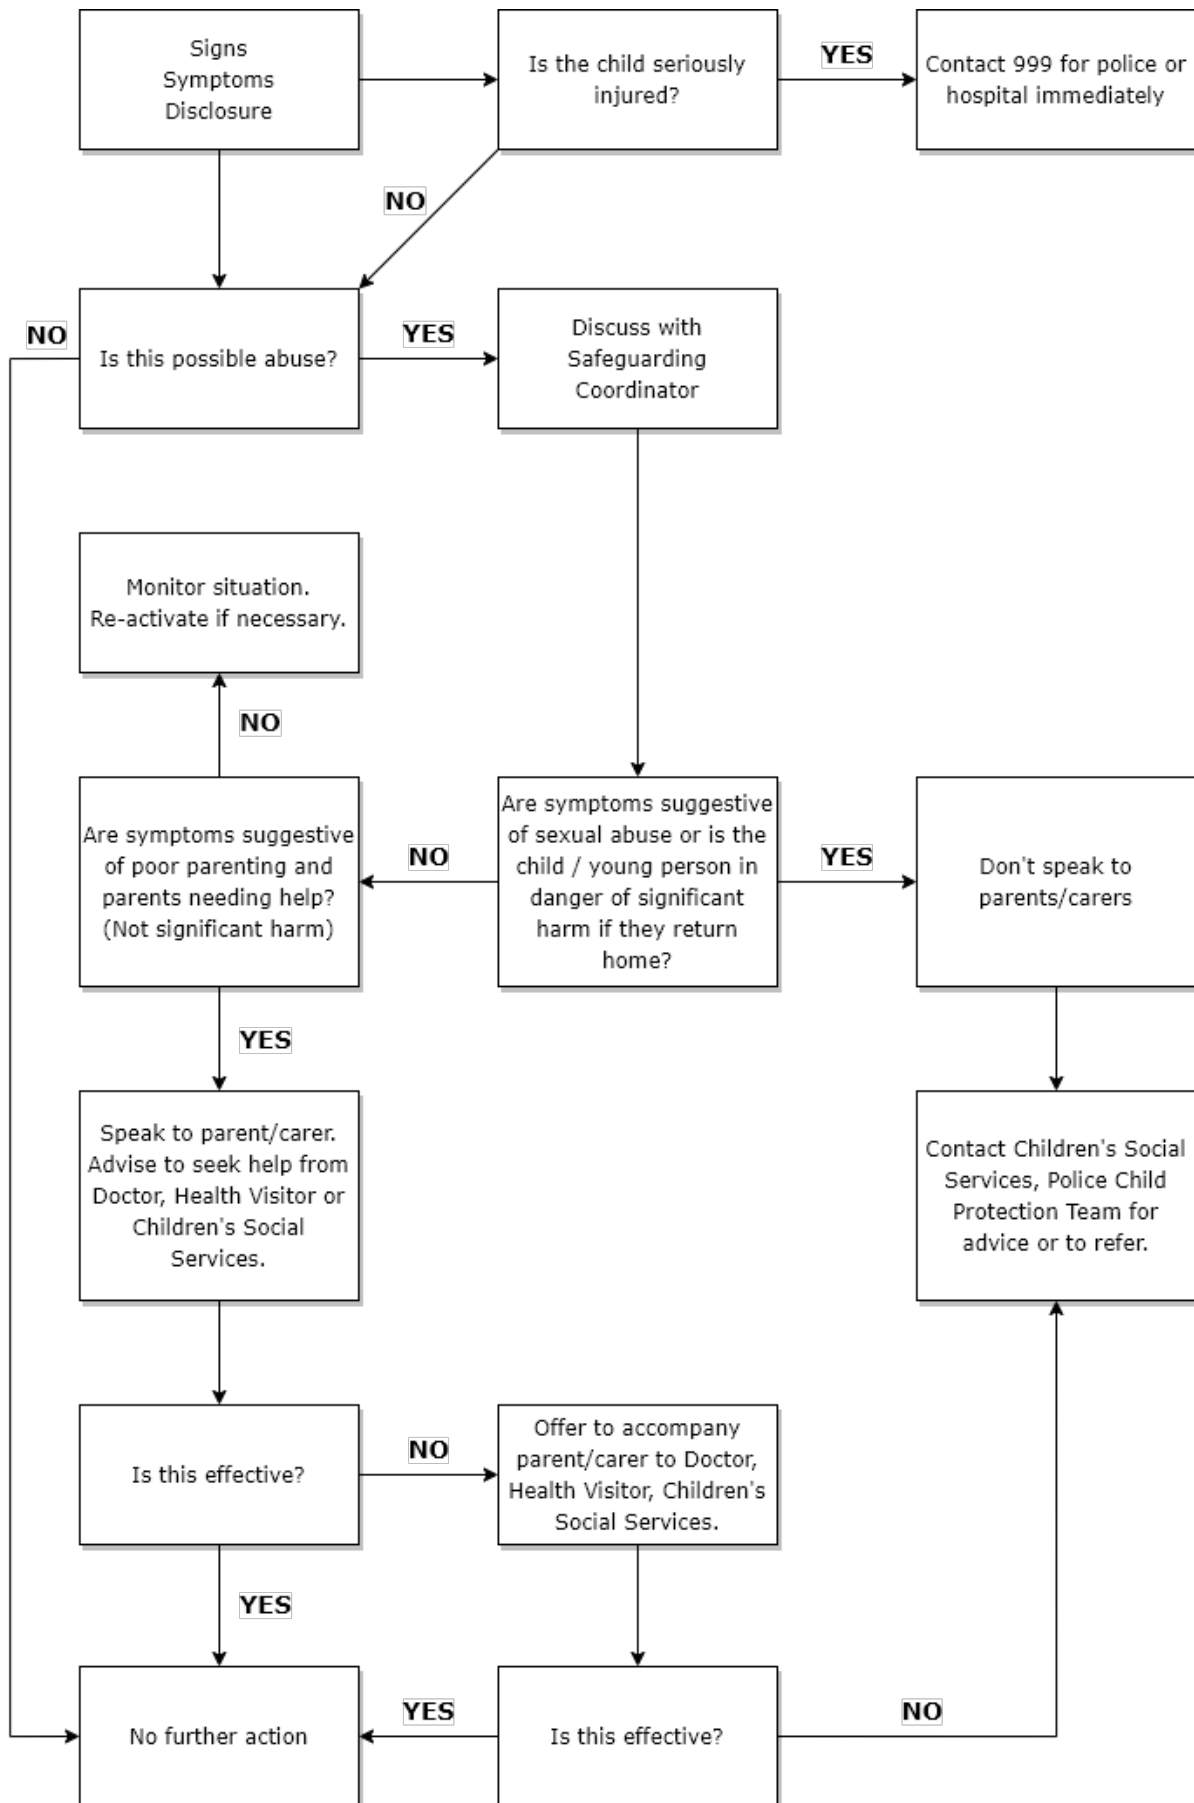 Signs
Symptoms
Disclosure
Is the child seriously
injured?
YES
Contact 999 for police or
hospital immediately
NO
NO
Is this possible abuse?
YES
Discuss with
Safeguarding
Coordinator
Monitor situation.
Re-activate if necessary.
NO
Are symptoms suggestive
of poor parenting and
parents needing help?
(Not significant harm)
NO
Are symptoms suggestive
of sexual abuse or is the
child / young person in
danger of significant
harm if they return
home?
YES
Don't speak to
parents/carers
YES
Speak to parent/carer.
Advise to seek help from
Doctor, Health Visitor or
Children's Social
Services.
Contact Children's Social
Services, Police Child
Protection Team for
advice or to refer.
Is this effective?
NO
Offer to accompany
parent/carer to Doctor,
Health Visitor, Children's
Social Services.
YES
No further action
YES
Is this effective?
NO